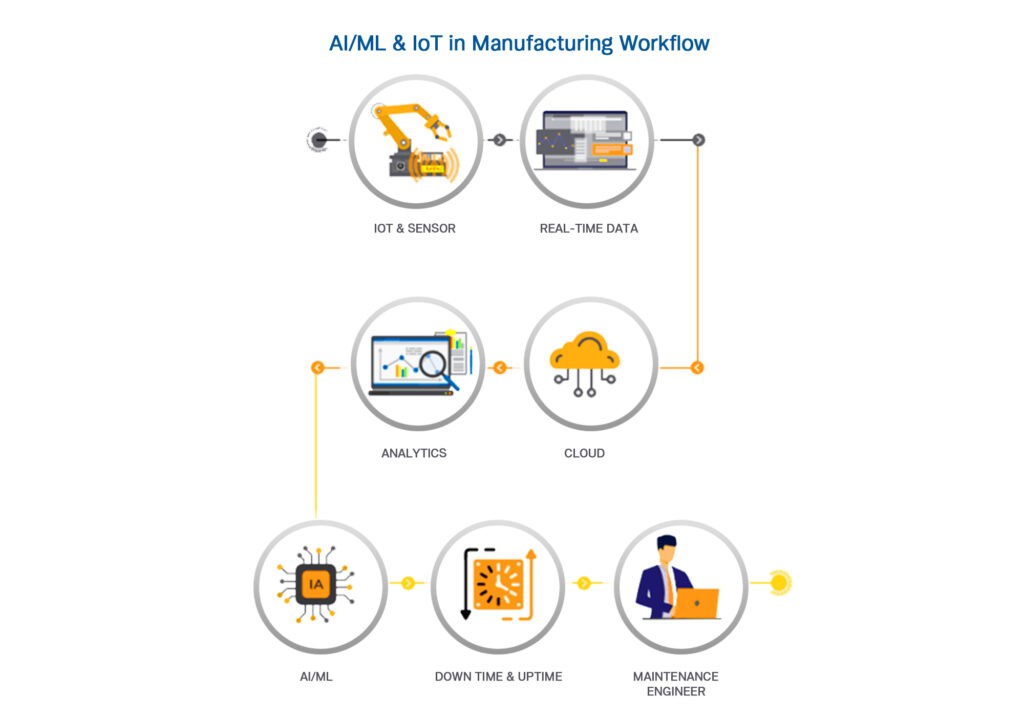 AI/ML & IoT in Manufacturing Workflow
IOT & SENSOR
REAL-TIME DATA
ANALYTICS
CLOUD
IA
AI/ML
DOWN TIME & UPTIME
MAINTENANCE
ENGINEER